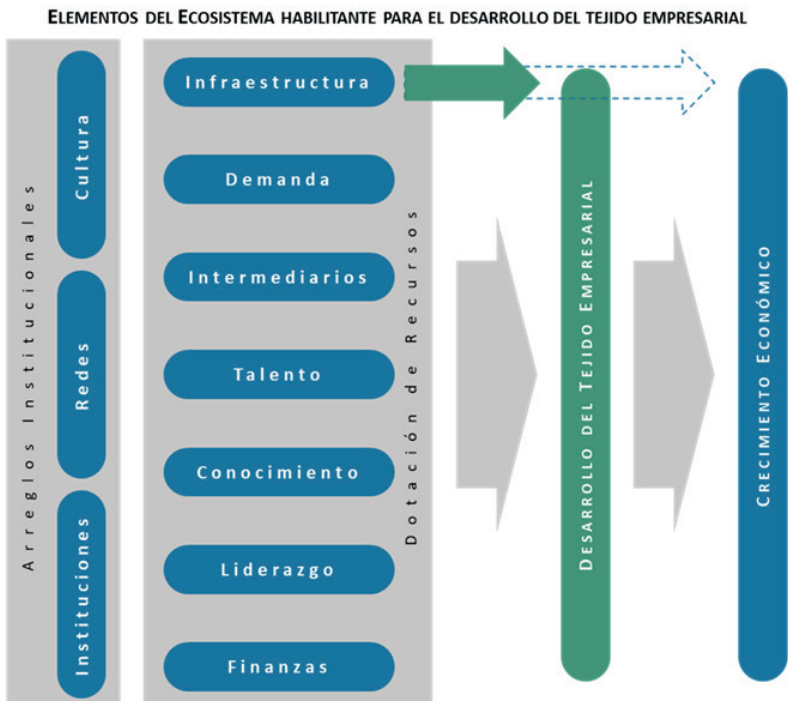 ELEMENTOS DEL ECOSISTEMA HABILITANTE PARA EL DESARROLLO DEL TEJIDO EMPRESARIAL
Arreglos Institucionales
Cultura
Redes
Instituciones
Infraestructura
Demanda
Intermediarios
Talento
Conocimiento
Liderazgo
Finanzas
Dotación de Recursos
DESARROLLO DEL TEJIDO EMPRESARIAL
CRECIMIENTO ECONÓMICO